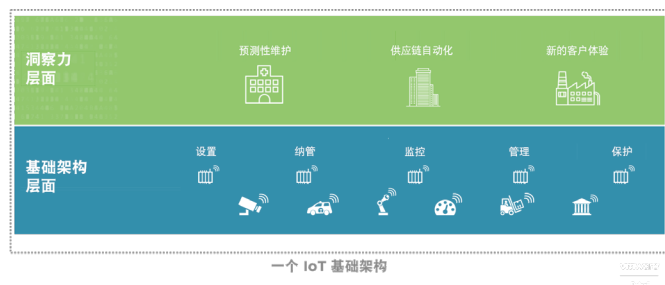 洞察力
层面
预测性维护
供应链自动化
新的客户体验
基础架构
层面
设置
纳管
监控
管理
保护
一个 IoT 基础架构